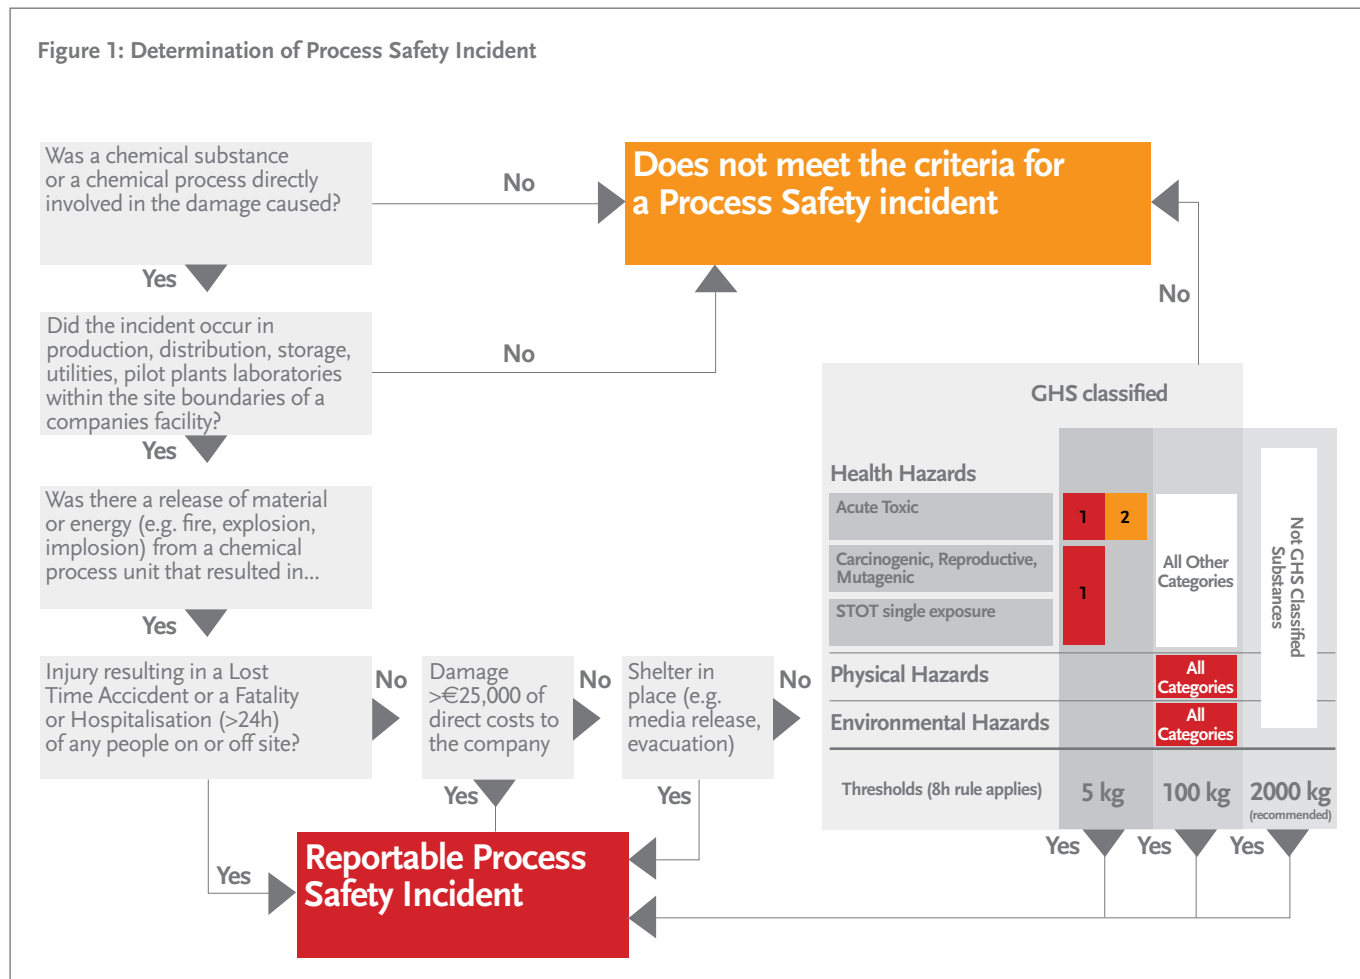 Figure 1: Determination of Process Safety Incident
Was a chemical substance
or a chemical process directly
involved in the damage caused?
No
Does not meet the criteria for
a Process Safety incident
Yes
No
Did the incident occur in
production, distribution, storage,
utilities, pilot plants laboratories
within the site boundaries of a
companies facility?
No
Yes
GHS classified
Was there a release of material
or energy (e.g. fire, explosion,
implosion) from a chemical
process unit that resulted in...
Yes
Health Hazards
Acute Toxic
1
2
Carcinogenic, Reproductive,
Mutagenic
STOT single exposure
1
All Other
Categories
Not GHS Classified
Substances
Physical Hazards
All
Categories
Environmental Hazards
All
Categories
Thresholds (8h rule applies)
5 kg
100 kg
2000 kg
(recommended)
Injury resulting in a Lost
Time Accicdent or a Fatality
or Hospitalisation (>24h)
of any people on or off site?
No
Damage
>€25,000 of
direct costs to
the company
No
Shelter in
place (e.g.
media release,
evacuation)
No
Yes
Yes
Yes
Yes
Yes
Yes
Reportable Process
Safety Incident